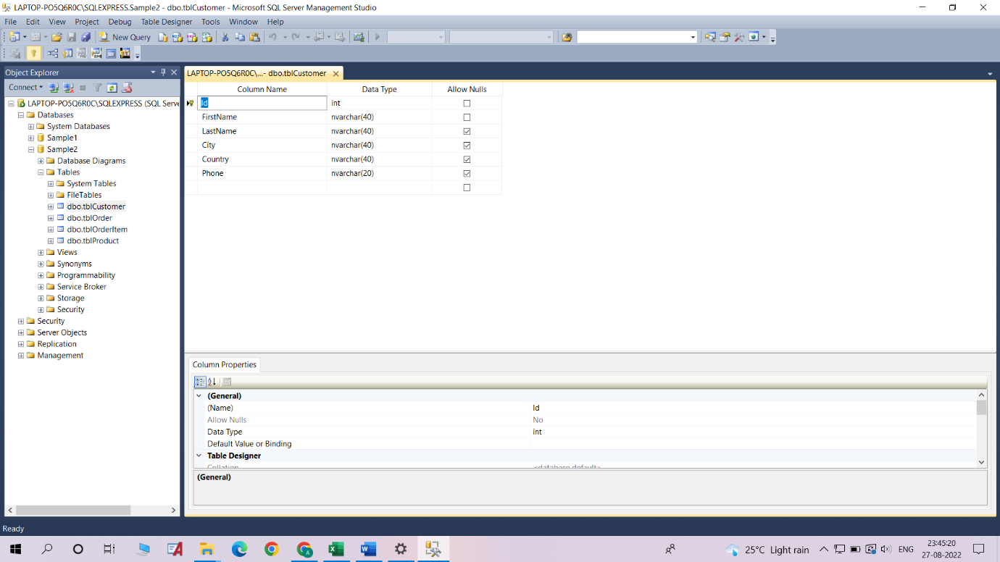 LAPTOP-PO5Q6R0C\SQLEXPRESS.Sample2 - dbo.tblCustomer - Microsoft SQL Server Management Studio
File Edit View Project Debug Table Designer Tools Window Help
New Query
Object Explorer
Connect
LAPTOP-PO5Q6R0C\SQLEXPRESS (SQL Serve
Databases
System Databases
Sample1
Sample2
Database Diagrams
Tables
System Tables
FileTables
dbo.tblCustomer
dbo.tblOrder
dbo.tblOrderItem
dbo.tblProduct
Views
Synonyms
Programmability
Service Broker
Storage
Security
Security
Server Objects
Replication
Management
LAPTOP-PO5Q6R0C\...- dbo.tblCustomer
Column Name Data Type Allow Nulls
Id int
FirstName nvarchar(40)
LastName nvarchar(40)
City nvarchar(40)
Country nvarchar(40)
Phone nvarchar(20)
Column Properties
(General)
(Name) Id
Allow Nulls No
Data Type int
Default Value or Binding
Table Designer
Collation <database default>
(General)
Ready
25°C Light rain ENG 23:45:20
27-08-2022